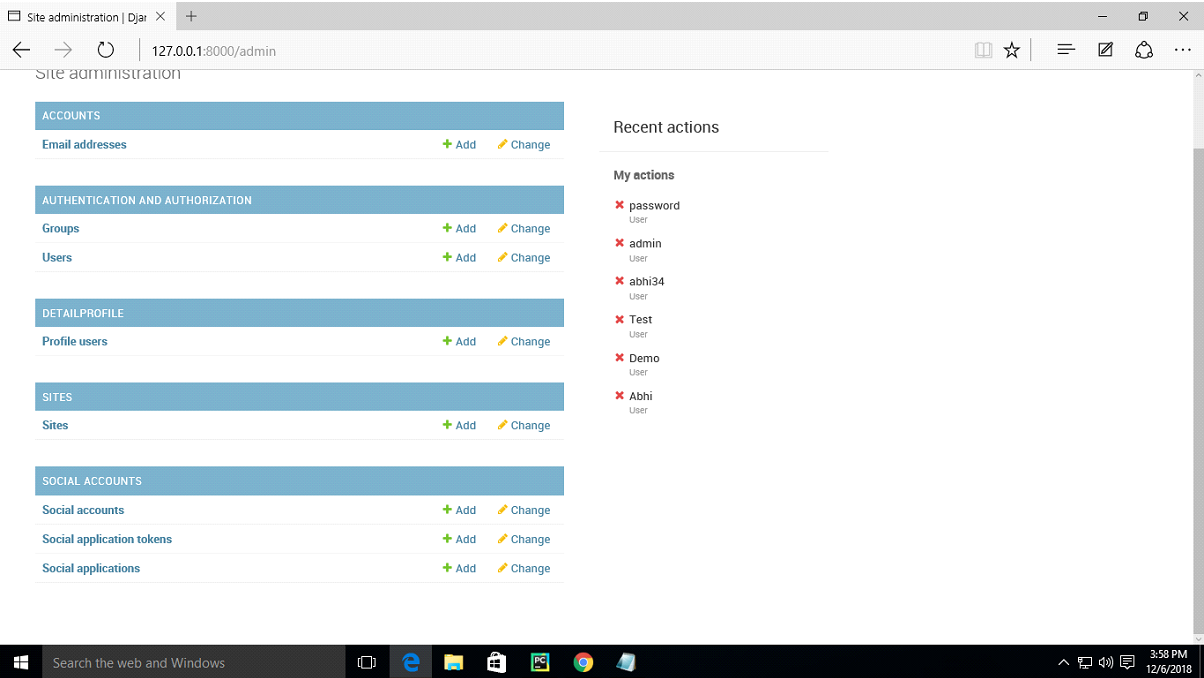 Site administration | Djar
127.0.0.1:8000/admin
Site administration
ACCOUNTS
Email addresses Add Change
AUTHENTICATION AND AUTHORIZATION
Groups Add Change
Users Add Change
DETAILPROFILE
Profile users Add Change
SITES
Sites Add Change
SOCIAL ACCOUNTS
Social accounts Add Change
Social application tokens Add Change
Social applications Add Change
Recent actions
My actions
password
User
admin
User
abhi34
User
Test
User
Demo
User
Abhi
User
Search the web and Windows
PC
3:58 PM
12/6/2018